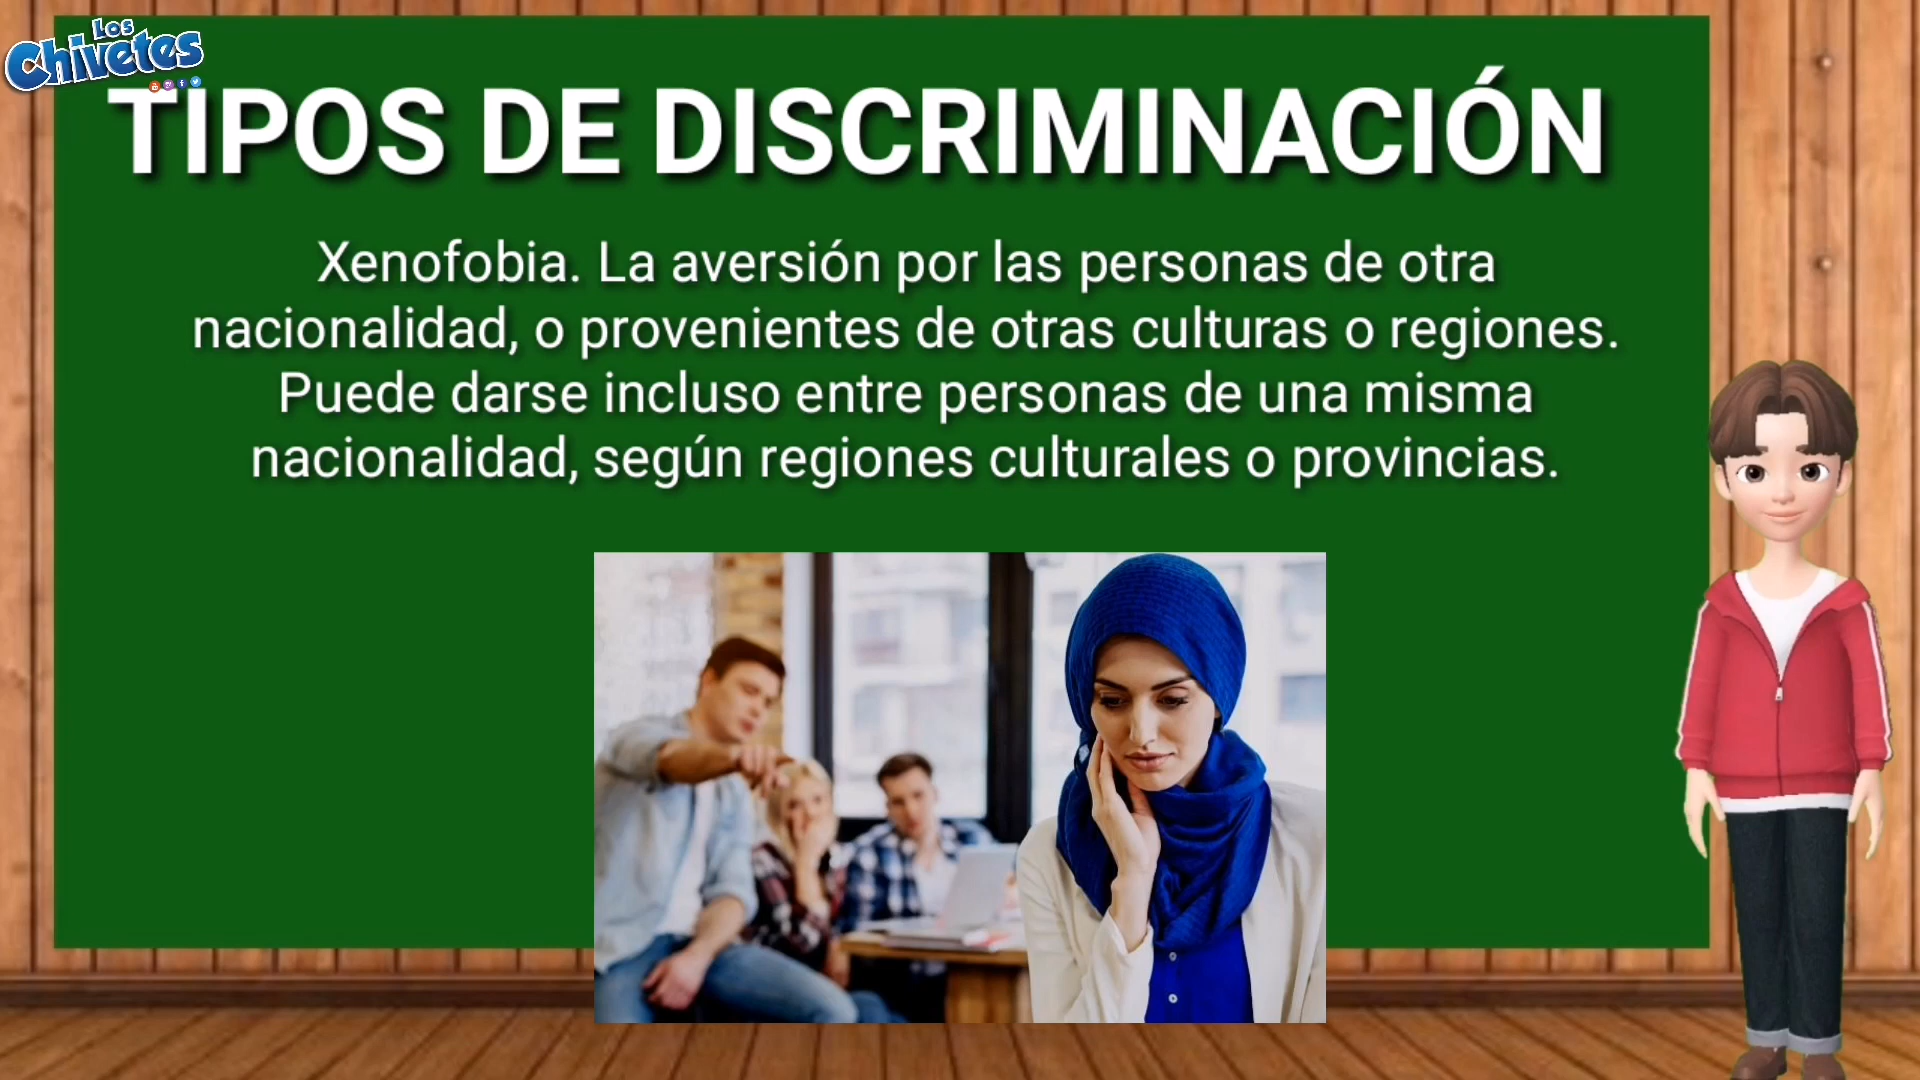 Los
Chivetes
TIPOS DE DISCRIMINACIÓN
Xenofobia. La aversión por las personas de otra
nacionalidad, o provenientes de otras culturas o regiones.
Puede darse incluso entre personas de una misma
nacionalidad, según regiones culturales o provincias.